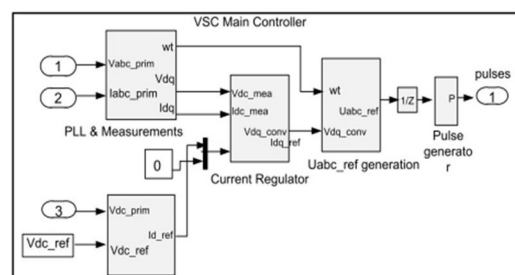 VSC Main Controller
1
2
Vabc_prim
Iabc_prim
wt
Vdq
Idq
PLL & Measurements
0
Vdc_mea
Idc_mea
Vdq_conv
Idq_ref
Current Regulator
wt
Uabc_ref
Vdq_conv
Uabc_ref generation
1/Z
P
Pulse
generato
r
pulses
1
3
Vdc_ref
Vdc_prim
Id_ref
Vdc_ref